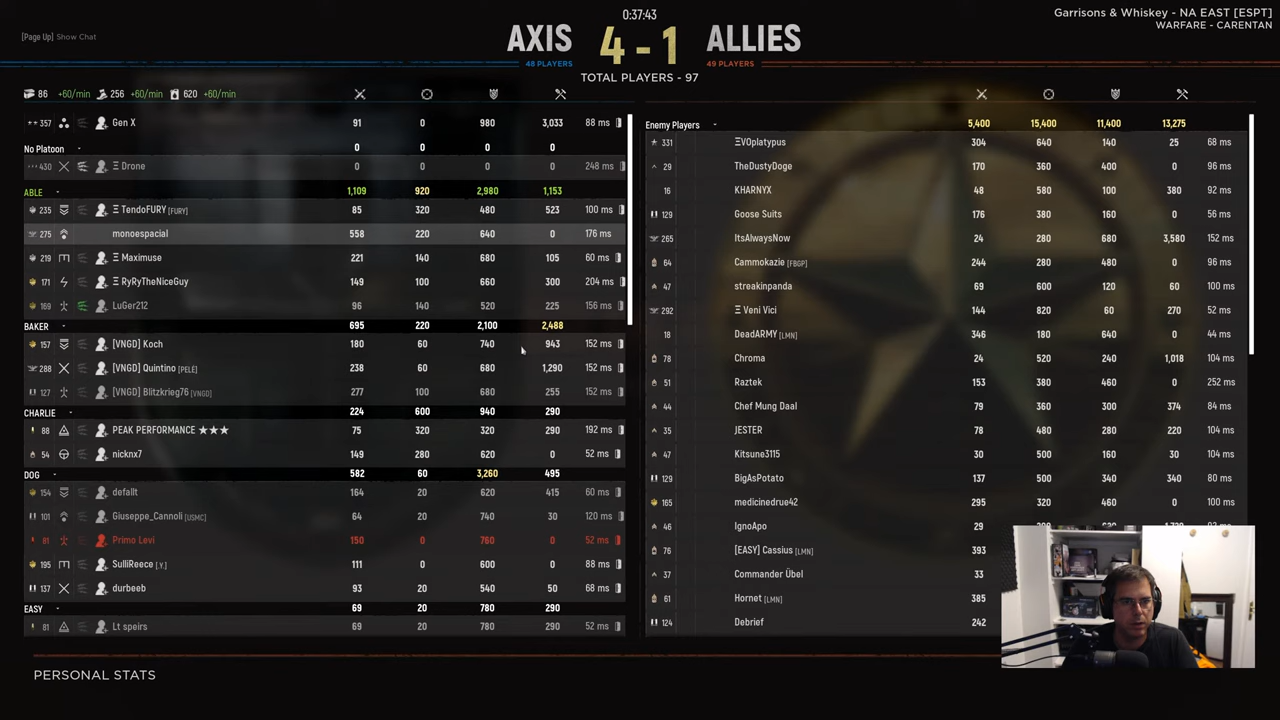 0:37:43
Garrisons & Whiskey - NA EAST [ESPT]
WARFARE - CARENTAN
[Page Up] Show Chat
AXIS 4 - 1 ALLIES
48 PLAYERS 49 PLAYERS
TOTAL PLAYERS - 97
86 +60/min 256 +60/min 620 +60/min
357 Gen X 91 0 980 3,033 88 ms
No Platoon - 0 0 0 0
430 Ξ Drone 0 0 0 0 248 ms
ABLE - 1,109 920 2,980 1,153
235 Ξ TendoFURY [FURY] 85 320 480 523 100 ms
275 monoespacial 558 220 640 0 176 ms
219 Ξ Maximuse 221 140 680 105 60 ms
171 Ξ RyRyTheNiceGuy 149 100 660 300 204 ms
169 LuGer212 96 140 520 225 156 ms
BAKER - 695 220 2,100 2,488
157 [VNGD] Koch 180 60 740 943 152 ms
288 [VNGD] Quintino [PELÉ] 238 60 680 1,290 152 ms
127 [VNGD] Blitzkrieg76 [VNGD] 277 100 680 255 152 ms
CHARLIE - 224 600 940 290
88 PEAK PERFORMANCE ★★★ 75 320 320 290 192 ms
54 nicknx7 149 280 620 0 52 ms
DOG - 582 60 3,260 495
154 defallt 164 20 620 415 60 ms
101 Giuseppe_Cannoli [USMC] 64 20 740 30 120 ms
81 Primo Levi 150 0 760 0 52 ms
195 SulliReece [.Y.] 111 0 600 0 88 ms
137 durbeeb 93 20 540 50 68 ms
EASY - 69 20 780 290
81 Lt speirs 69 20 780 290 52 ms
Enemy Players - 5,400 15,400 11,400 13,275
331 ΞVOplatypus 304 640 140 25 68 ms
29 TheDustyDoge 170 360 400 0 96 ms
16 KHARNYX 48 580 100 380 92 ms
129 Goose Suits 176 380 160 0 56 ms
265 ItsAlwaysNow 24 280 680 3,580 152 ms
64 Cammokazie [FBGP] 244 280 480 0 96 ms
47 streakinpanda 69 600 120 60 100 ms
292 Ξ Veni Vici 144 820 60 270 52 ms
18 DeadARMY [LMN] 346 180 640 0 44 ms
78 Chroma 24 520 240 1,018 104 ms
51 Raztek 153 380 460 0 252 ms
44 Chef Mung Daal 79 360 300 374 84 ms
35 JESTER 78 480 280 220 104 ms
47 Kitsune3115 30 500 160 30 104 ms
129 BigAsPotato 137 500 340 340 80 ms
165 medicinedrue42 295 320 460 0 100 ms
46 IgnoApo 29
76 [EASY] Cassius [LMN] 393
37 Commander Übel 33
61 Hornet [LMN] 385
124 Debrief 242
PERSONAL STATS